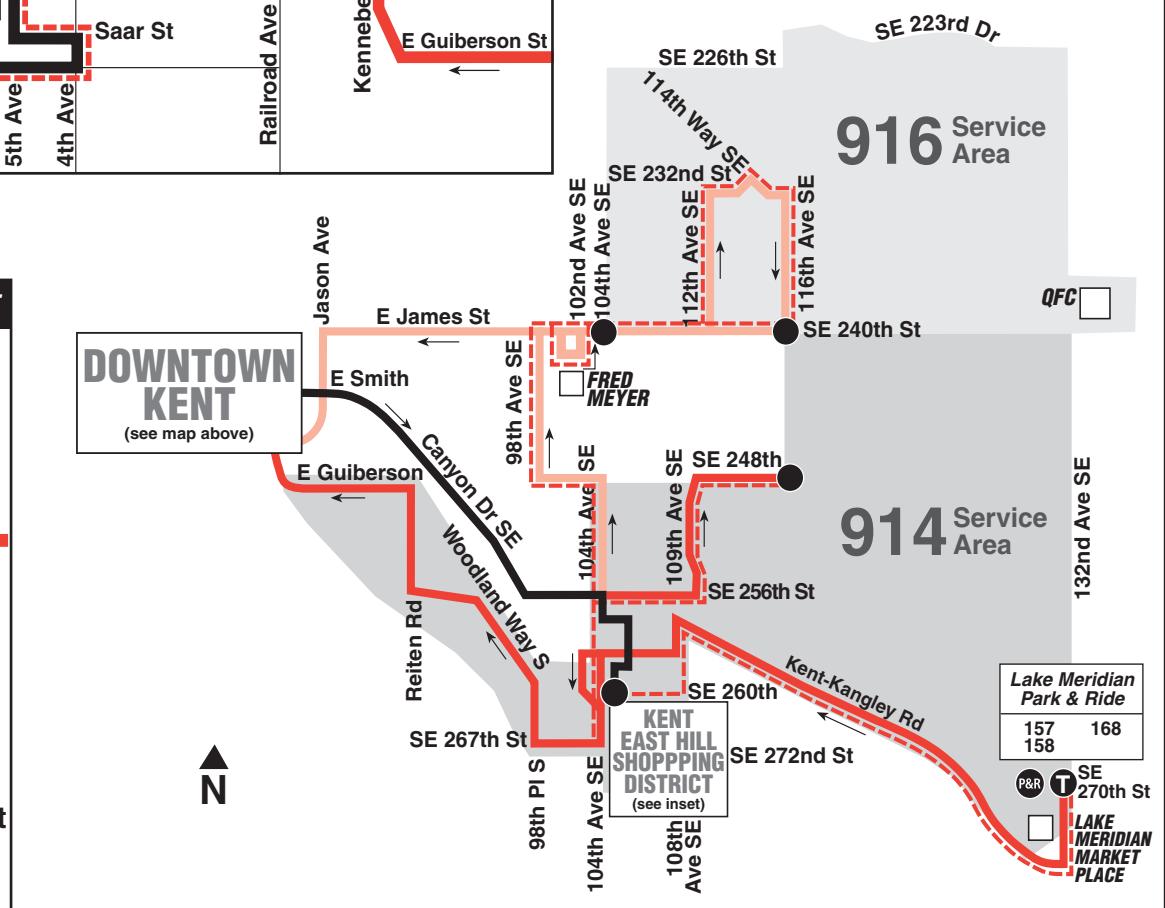 Saar St
5th Ave
4th Ave
Railroad Ave
E Guiberson St
SE 223rd Dr
SE 226th St
114th Way SE
916 Service
Area
SE 232nd St
102nd Ave SE
104th Ave SE
112th Ave SE
116th Ave SE
Jason Ave
QFC
E James St
SE 240th St
DOWNTOWN
KENT
(see map above)
E Smith
98th Ave SE
FRED
MEYER
Canyon Dr SE
E Guiberson
104th Ave SE
109th Ave SE
SE 248th
914 Service
Area
132nd Ave SE
Woodland Way S
Reiten Rd
SE 256th St
Kent-Kangley Rd
SE 260th
Lake Meridian
Park & Ride
157 168
158
KENT
EAST HILL
SHOPPPING
DISTRICT
(see inset)
SE 267th St
SE 272nd St
N
98th Pl S
104th Ave SE
108th
Ave SE
P&R
T
SE
270th St
LAKE
MERIDIAN
MARKET
PLACE